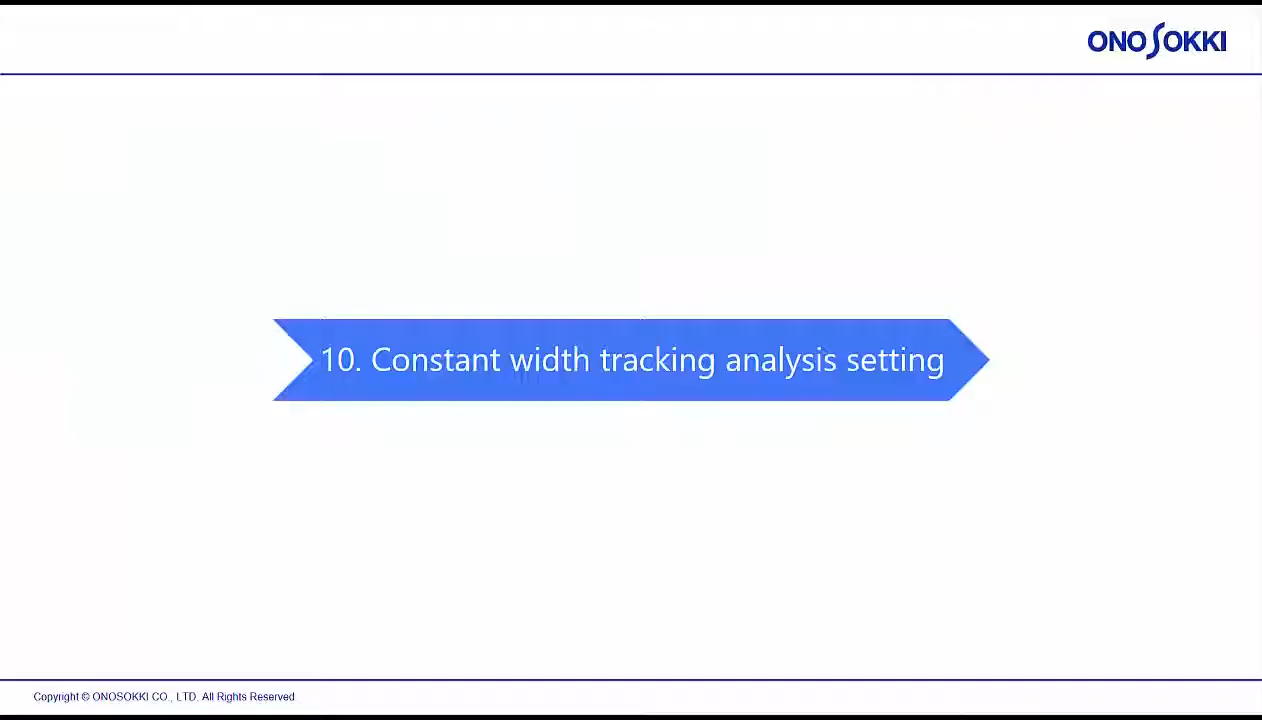 ONO SOKKI
10. Constant width tracking analysis setting
Copyright © ONOSOKKI CO., LTD. All Rights Reserved